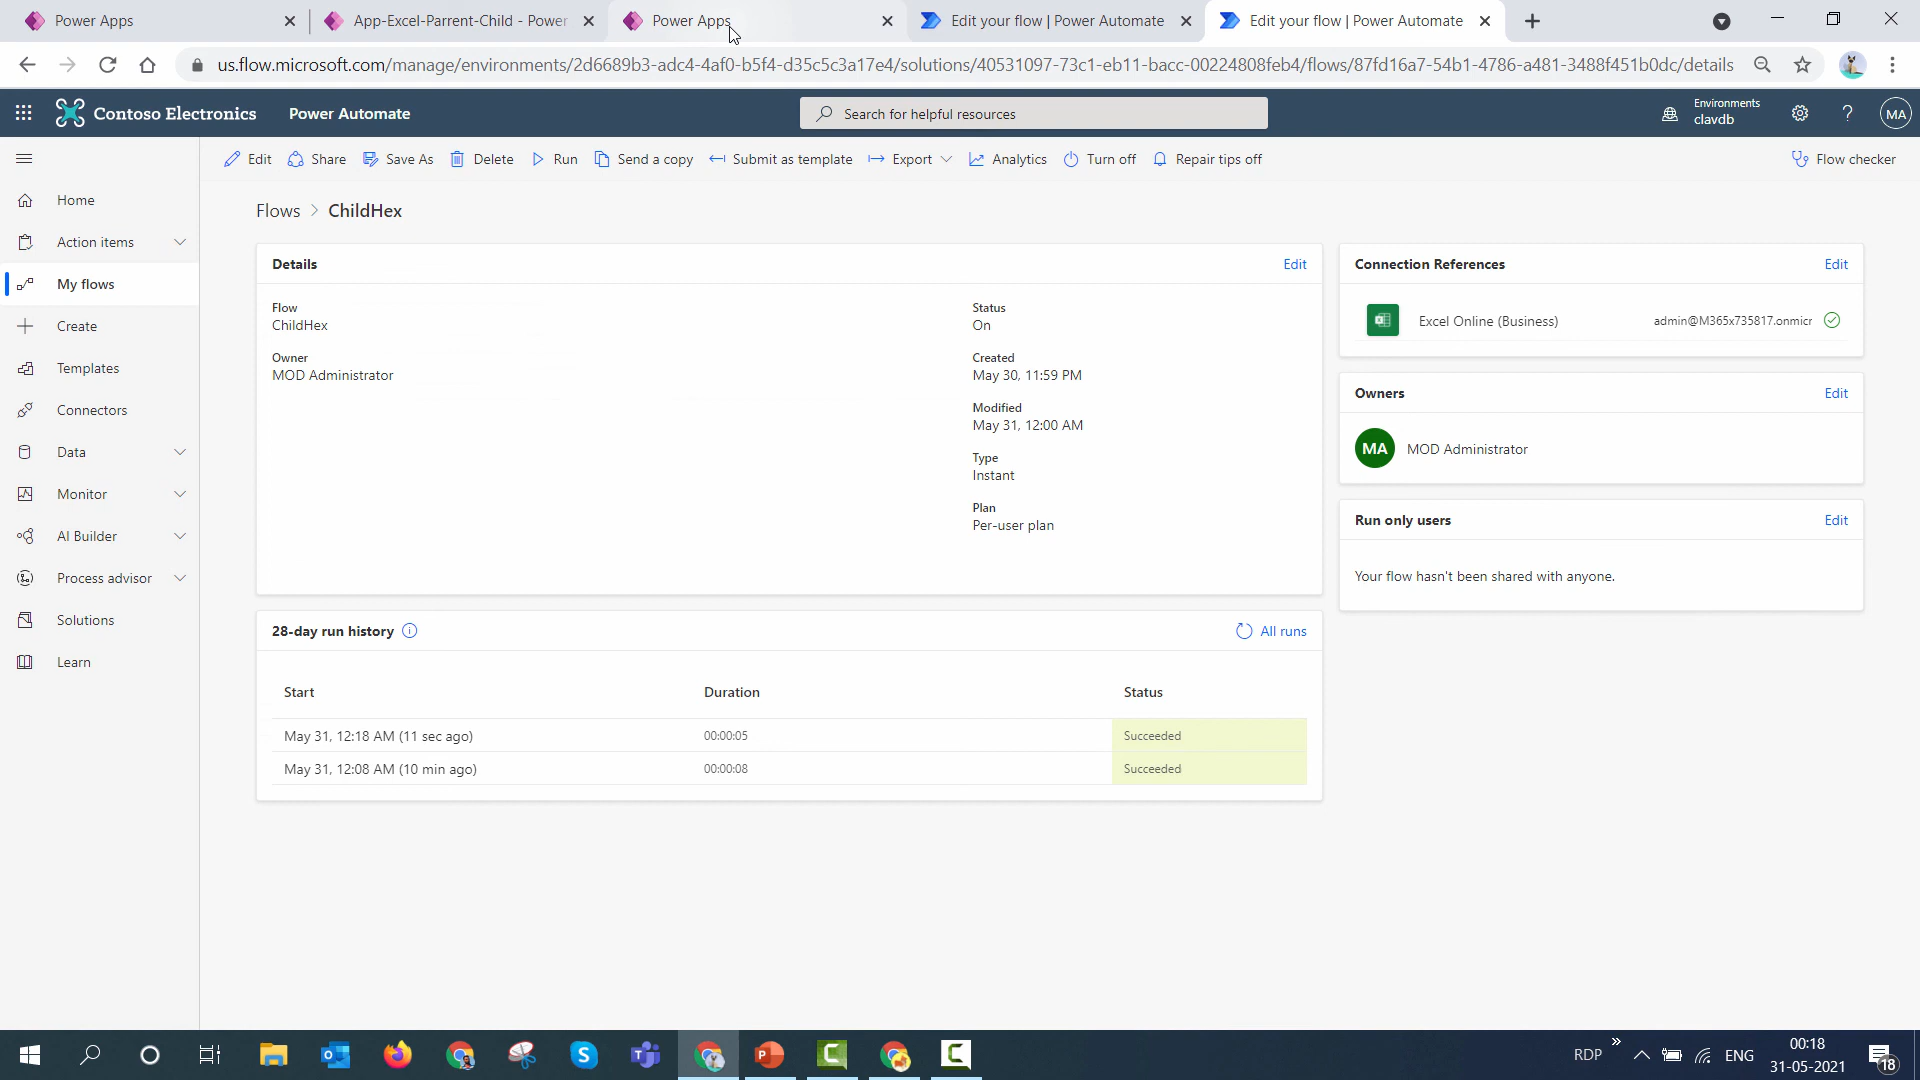 Power Apps
App-Excel-Parrent-Child - Power
Power Apps
Edit your flow | Power Automate
Edit your flow | Power Automate
us.flow.microsoft.com/manage/environments/2d6689b3-adc4-4af0-b5f4-d35c5c3a17e4/solutions/40531097-73c1-eb11-bacc-00224808feb4/flows/87fd16a7-54b1-4786-a481-3488f451b0dc/details
Contoso Electronics
Power Automate
Search for helpful resources
Environments
clavdb
MA
Edit
Share
Save As
Delete
Run
Send a copy
Submit as template
Export
Analytics
Turn off
Repair tips off
Flow checker
Home
Action items
My flows
Create
Templates
Connectors
Data
Monitor
AI Builder
Process advisor
Solutions
Learn
Flows > ChildHex
Details
Edit
Flow
ChildHex
Owner
MOD Administrator
Status
On
Created
May 30, 11:59 PM
Modified
May 31, 12:00 AM
Type
Instant
Plan
Per-user plan
28-day run history
All runs
Start Duration Status
May 31, 12:18 AM (11 sec ago) 00:00:05 Succeeded
May 31, 12:08 AM (10 min ago) 00:00:08 Succeeded
Connection References
Edit
Excel Online (Business)
admin@M365x735817.onmicr
Owners
Edit
MA
MOD Administrator
Run only users
Edit
Your flow hasn't been shared with anyone.
RDP
ENG
00:18
31-05-2021
18